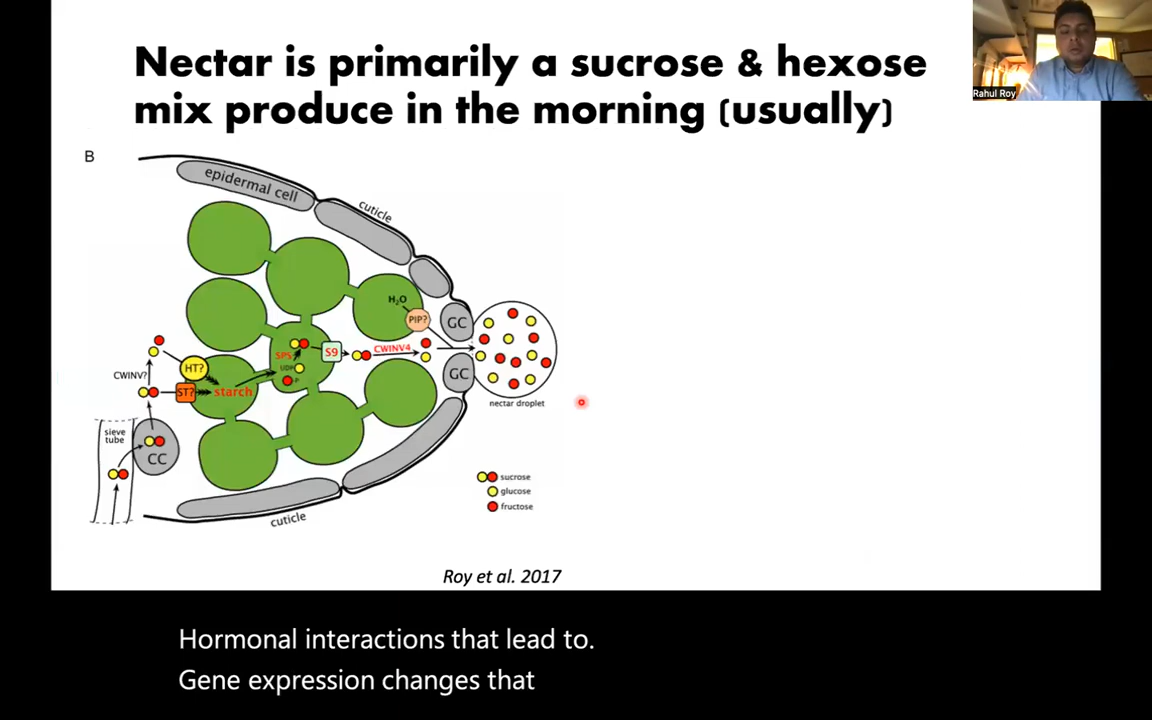 Nectar is primarily a sucrose & hexose
mix produce in the morning (usually)
Rahul Roy
B
epidermal cell
cuticle
H₂O
PIP?
GC
SPS
S9
CWINV4
HT?
UDP
P
CWINV?
ST?
starch
GC
nectar droplet
sieve
tube
CC
sucrose
glucose
fructose
cuticle
Roy et al. 2017
Hormonal interactions that lead to.
Gene expression changes that